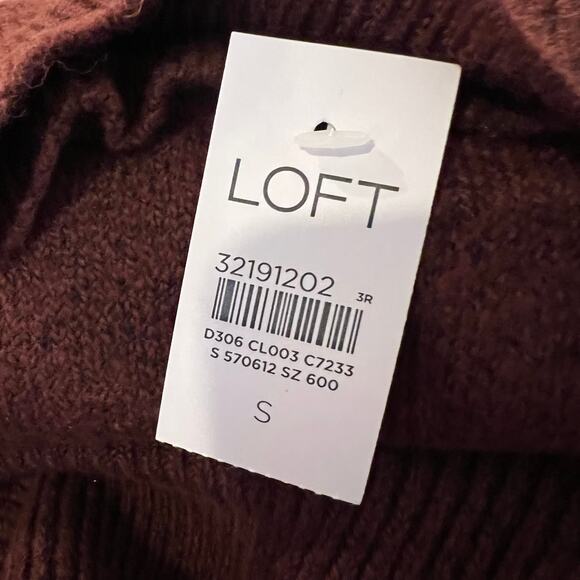 LOFT
32191202 3R
D306 CL003 C7233
S 570612 SZ 600
S